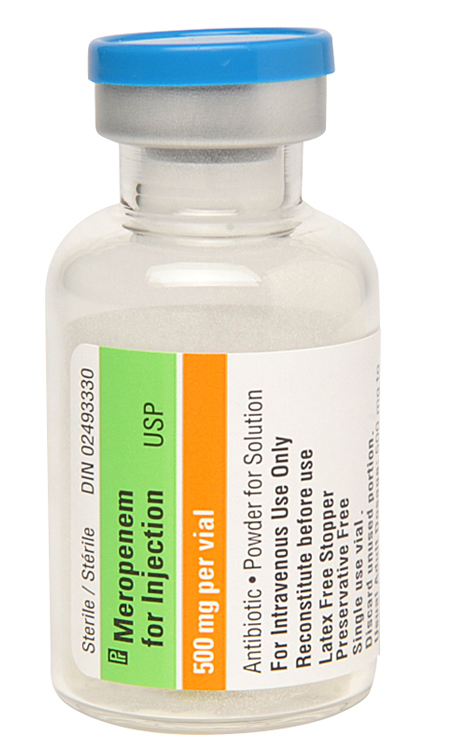 Sterile / Stérile DIN 02493330
Pr Meropenem
for Injection USP
500 mg per vial
Antibiotic • Powder for Solution
For Intravenous Use Only
Reconstitute before use
Latex Free Stopper
Preservative Free
Single use vial.
Discard unused portion.